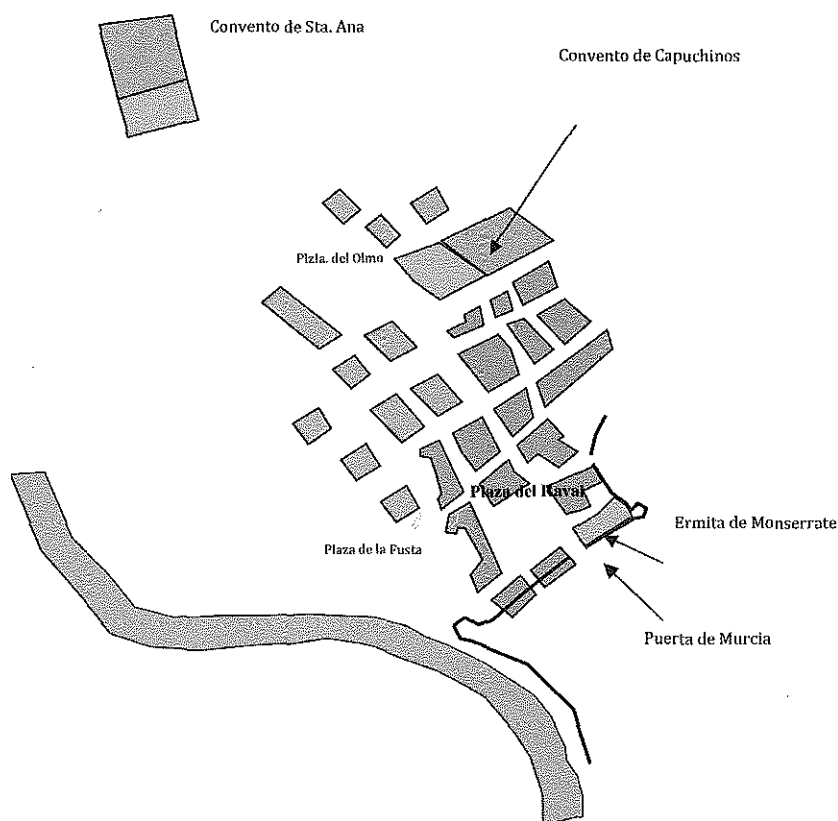 Convento de Sta. Ana
Convento de Capuchinos
Plzla. del Olmo
Plaza del Raval
Ermita de Monserrate
Plaza de la Fusta
Puerta de Murcia